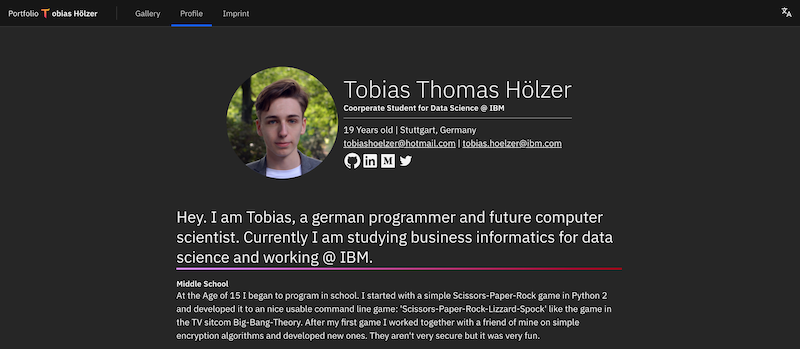 Portfolio Tobias Hölzer Gallery Profile Imprint
Tobias Thomas Hölzer
Coorperate Student for Data Science @ IBM
19 Years old | Stuttgart, Germany
tobiashoelzer@hotmail.com | tobias.hoelzer@ibm.com
Hey. I am Tobias, a german programmer and future computer
scientist. Currently I am studying business informatics for data
science and working @ IBM.
Middle School
At the Age of 15 I began to program in school. I started with a simple Scissors-Paper-Rock game in Python 2
and developed it to an nice usable command line game: 'Scissors-Paper-Rock-Lizzard-Spock' like the game in
the TV sitcom Big-Bang-Theory. After my first game I worked together with a friend of mine on simple
encryption algorithms and developed new ones. They aren't very secure but it was very fun.